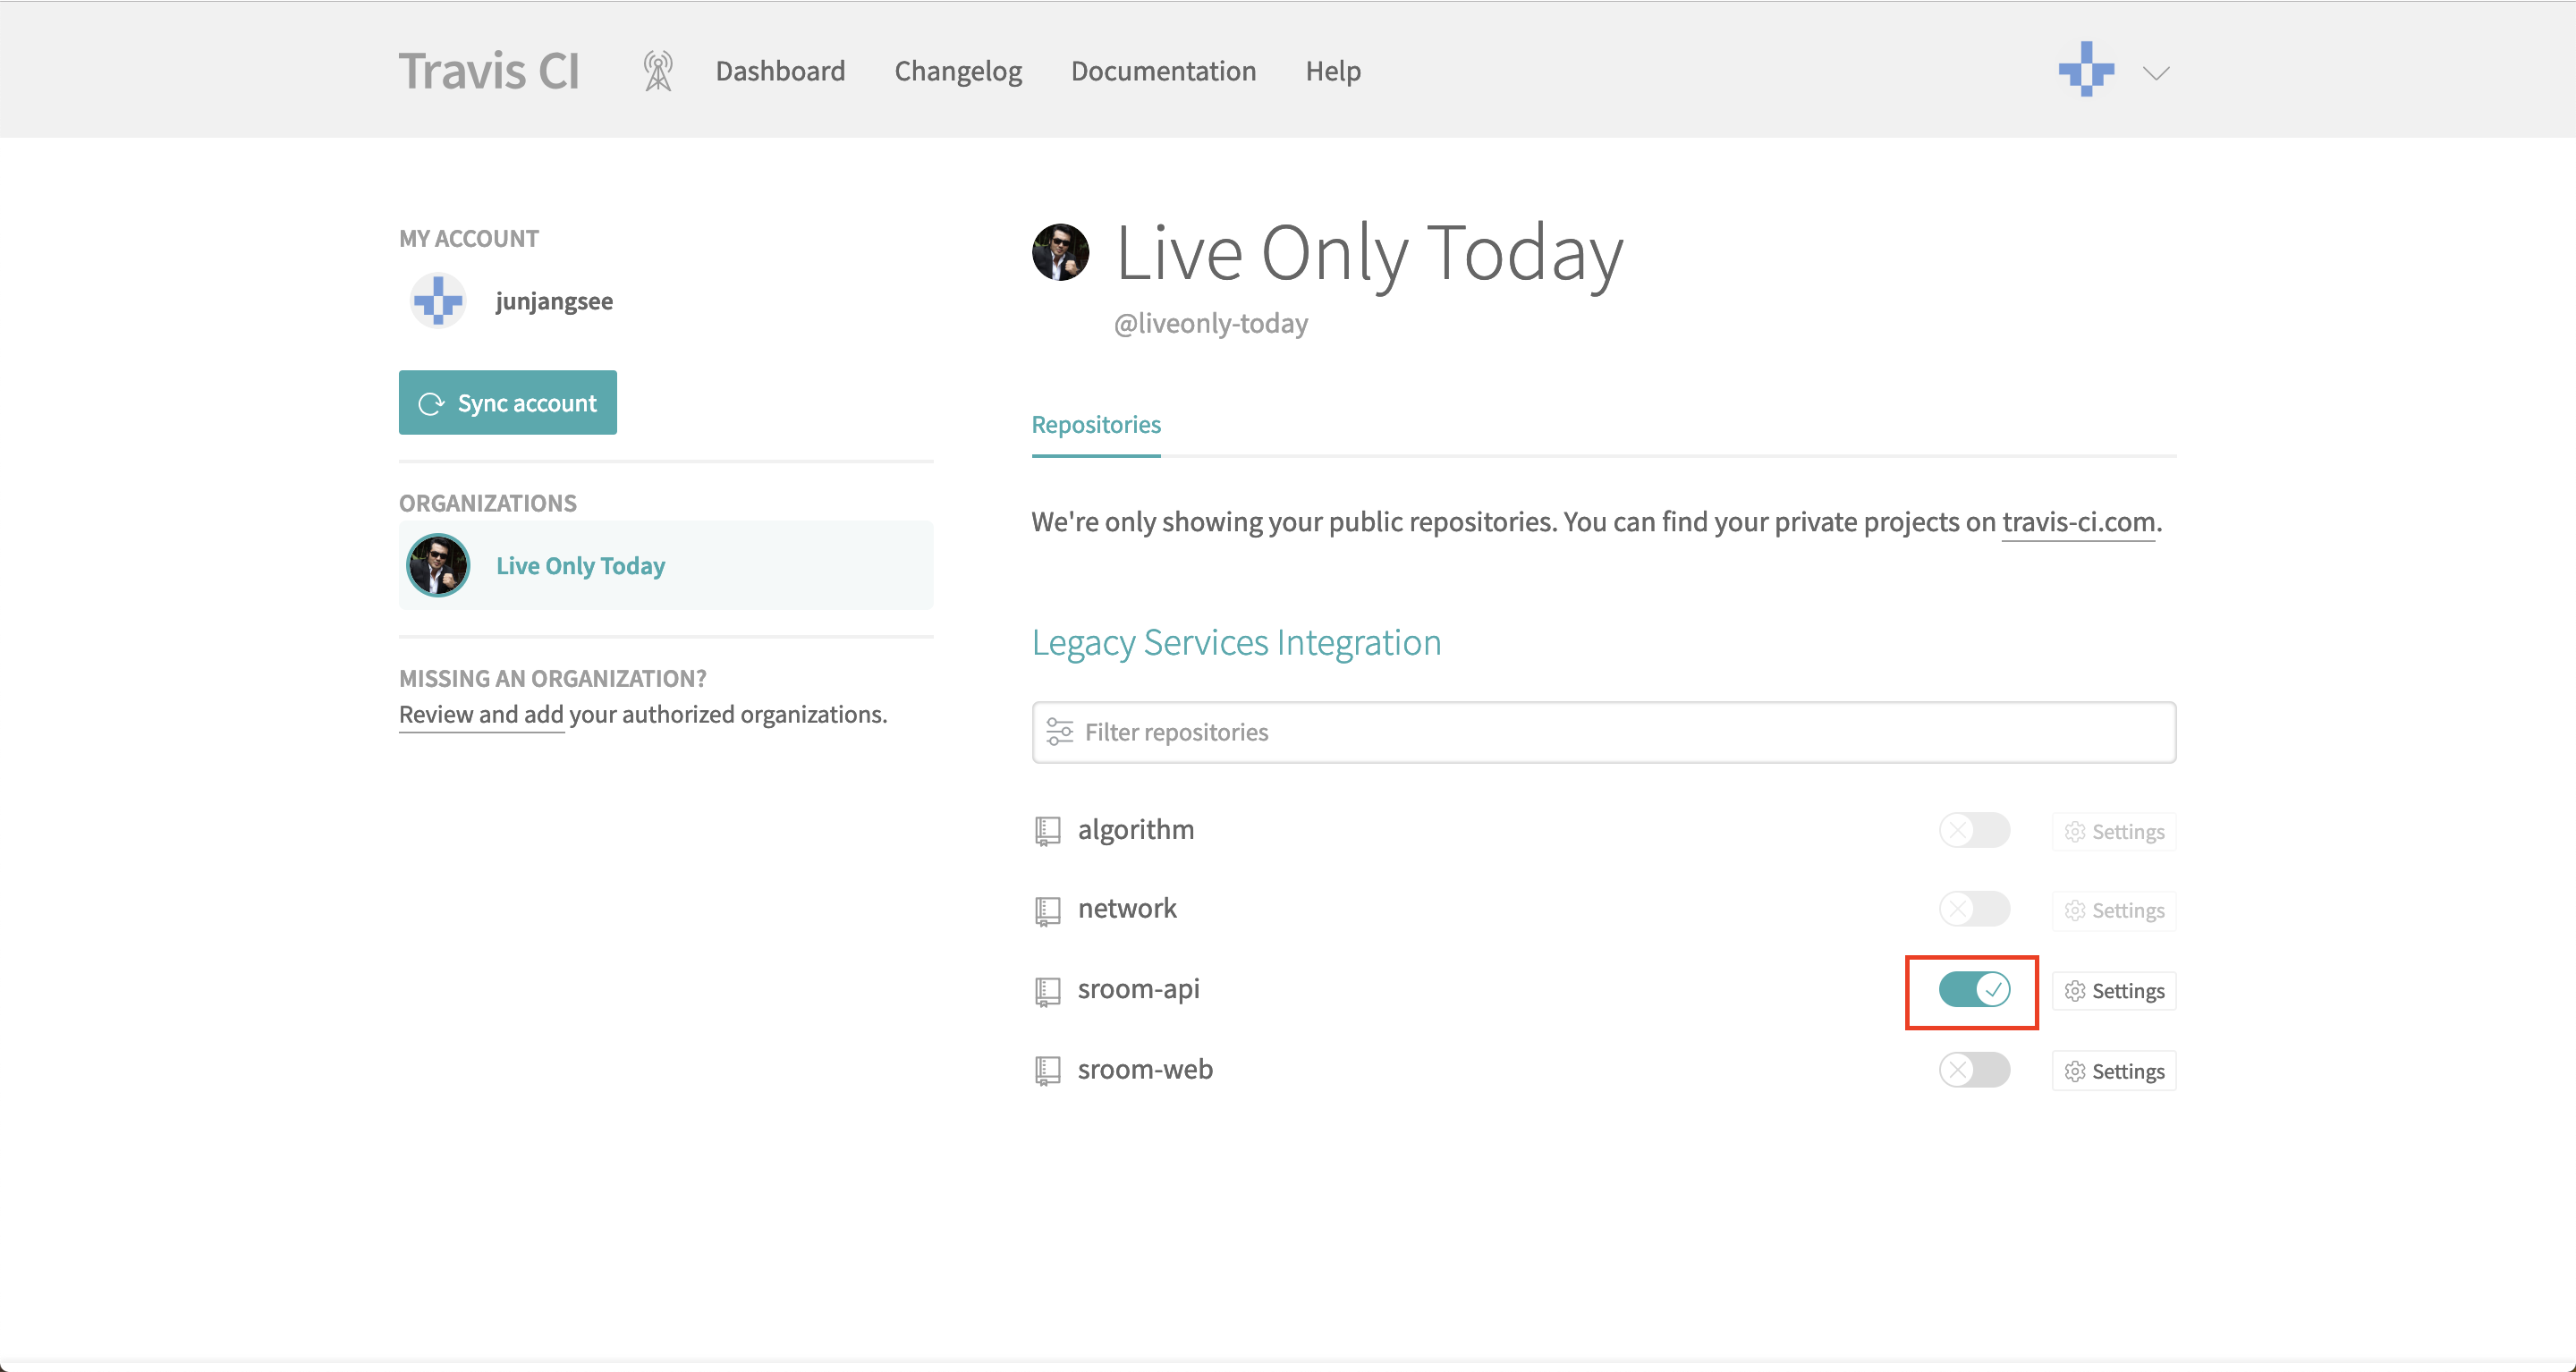 Travis CI
Dashboard
Changelog
Documentation
Help
MY ACCOUNT
junjangsee
Sync account
ORGANIZATIONS
Live Only Today
MISSING AN ORGANIZATION?
Review and add your authorized organizations.
Live Only Today
@liveonly-today
Repositories
We're only showing your public repositories. You can find your private projects on travis-ci.com.
Legacy Services Integration
Filter repositories
algorithm
Settings
network
Settings
sroom-api
Settings
sroom-web
Settings